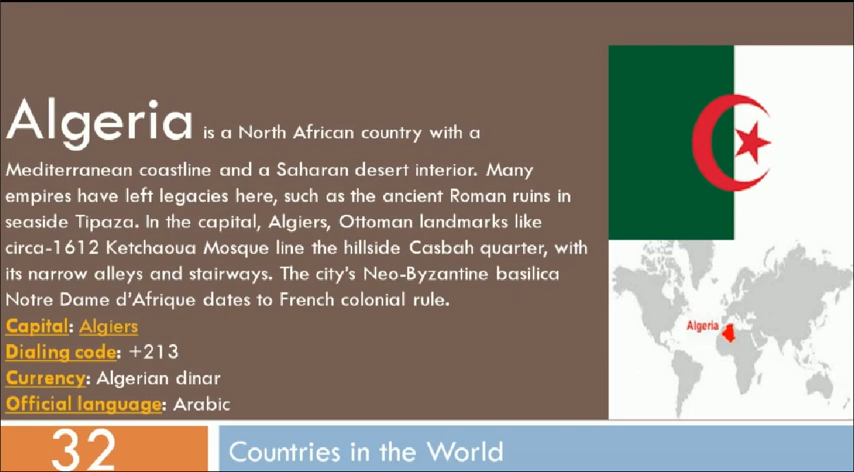 Algeria is a North African country with a
Mediterranean coastline and a Saharan desert interior. Many
empires have left legacies here, such as the ancient Roman ruins in
seaside Tipaza. In the capital, Algiers, Ottoman landmarks like
circa-1612 Ketchaoua Mosque line the hillside Casbah quarter, with
its narrow alleys and stairways. The city's Neo-Byzantine basilica
Notre Dame d'Afrique dates to French colonial rule.
Capital: Algiers
Dialing code: +213
Currency: Algerian dinar
Official language: Arabic
Algeria
32
Countries in the World